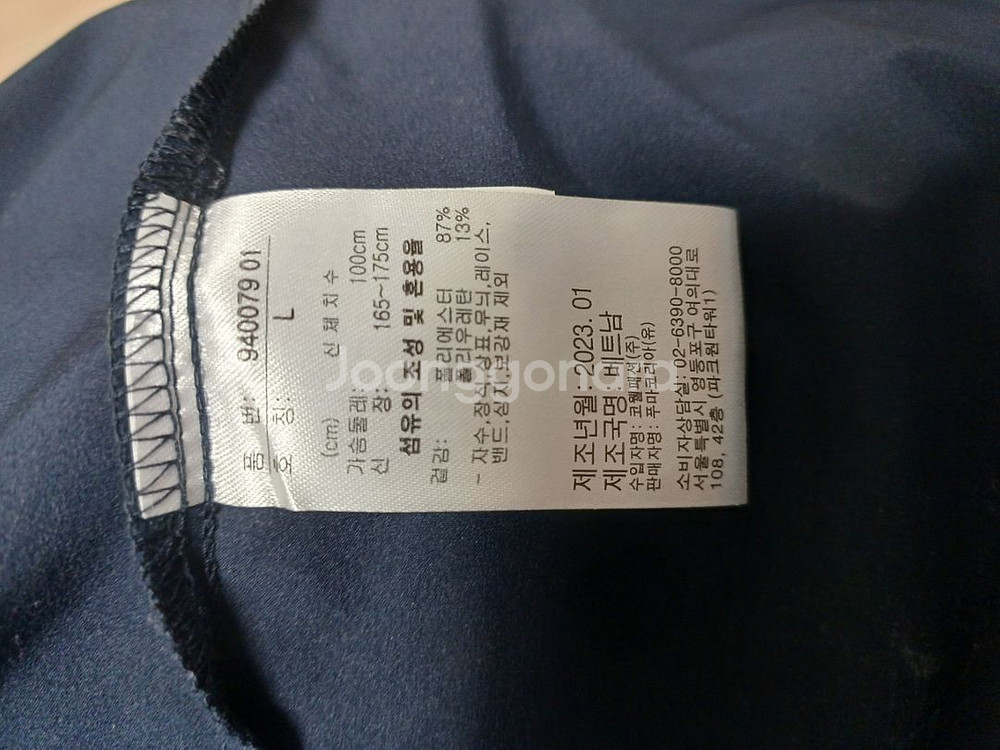 품 번: 940079 01
호 칭: L
신 체 치 수
(cm)
가슴둘레: 100cm
신 장: 165~175cm
섬유의 조성 및 혼용율
겉감: 폴리에스터 87%
폴리우레탄 13%
- 자수,장식,상표,무늬,레이스,
밴드,심지,보강재 제외
제조년월: 2023. 01
제조국명: 베트남
수입자명: 코웰패션(주)
판매자명: 푸마코리아(유)
소비자상담실: 02-6390-8000
서울특별시 영등포구 여의대로
108, 42층 (파크원타워1)
Joonggonara